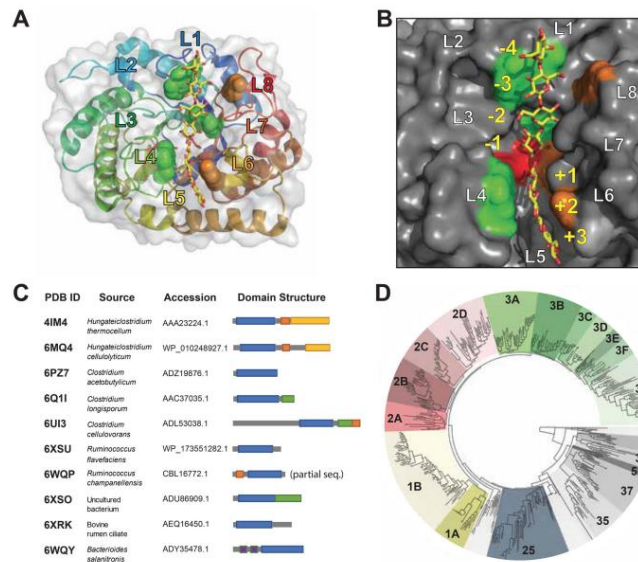 A
L1
L2
L3
L4
L5
L6
L7
L8
B
L1
L2
-4
-3
L3
-2
-1
L4
L5
L8
L7
+1
L6
+2
+3
C
PDB ID Source Accession Domain Structure
4IM4 Hungateiclostridium thermocellum AAA23224.1
6MQ4 Hungateiclostridium cellulolyticum WP_010248927.1
6PZ7 Clostridium acetobutylicum ADZ19876.1
6Q1I Clostridium longisporum AAC37035.1
6UI3 Clostridium cellulovorans ADL53038.1
6XSU Ruminococcus flavefaciens WP_173551282.1
6WQP Ruminococcus champanellensis CBL16772.1 (partial seq.)
6XSO Uncultured bacterium ADU86909.1
6XRK Bovine rumen ciliate AEQ16450.1
6WQY Bacterioides salanitronis ADY35478.1
D
2D
3A
3B
3C
3D
3E
3F
2C
2B
2A
1B
1A
25
35
37